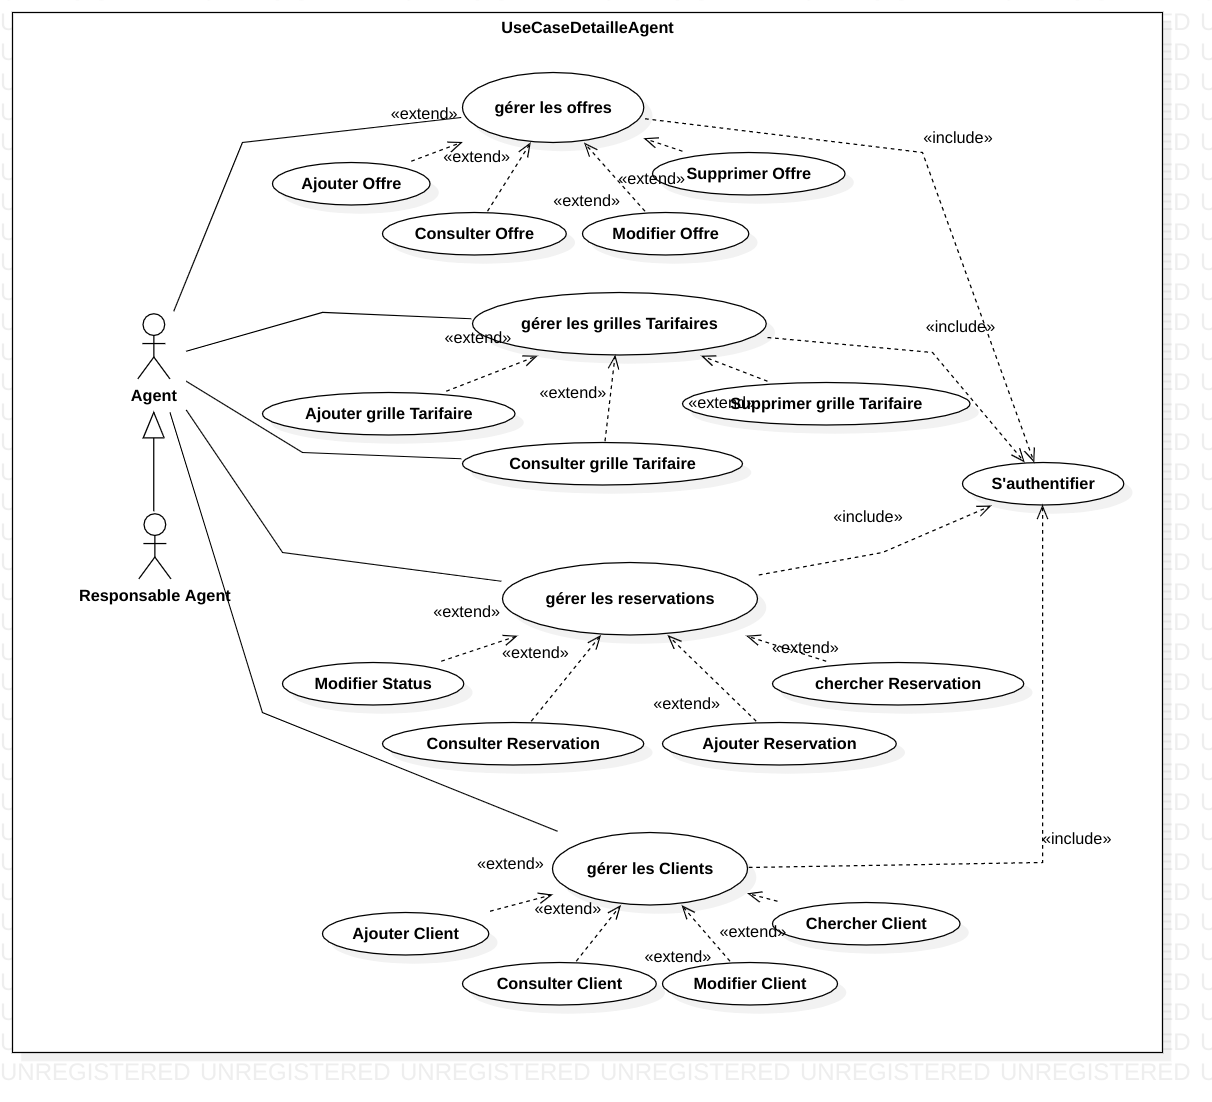 UseCaseDetailleAgent
«extend»
gérer les offres
«include»
«extend»
Ajouter Offre
«extend»
Supprimer Offre
«extend»
Consulter Offre
Modifier Offre
gérer les grilles Tarifaires
«include»
«extend»
Agent
«extend»
«extend»
Supprimer grille Tarifaire
Ajouter grille Tarifaire
Consulter grille Tarifaire
S'authentifier
«include»
Responsable Agent
gérer les reservations
«extend»
«extend»
«extend»
Modifier Status
chercher Reservation
«extend»
Consulter Reservation
Ajouter Reservation
«include»
«extend»
gérer les Clients
«extend»
Chercher Client
Ajouter Client
«extend»
«extend»
Consulter Client
Modifier Client
UNREGISTERED UNREGISTERED UNREGISTERED UNREGISTERED UNREGISTERED UNREGISTERED U